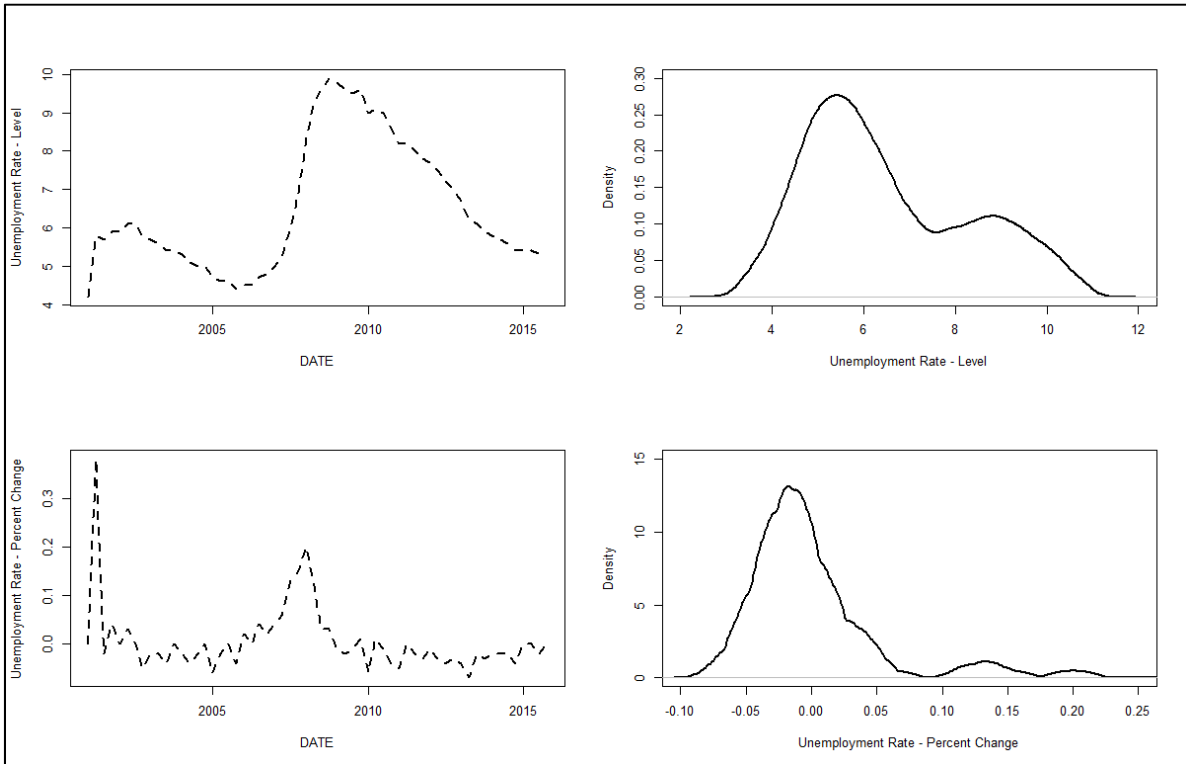 Unemployment Rate - Level
10
9
8
7
6
5
4
2005 2010 2015
DATE
Density
0.30
0.25
0.20
0.15
0.10
0.05
0.00
2 4 6 8 10 12
Unemployment Rate - Level
Unemployment Rate - Percent Change
0.3
0.2
0.1
0.0
2005 2010 2015
DATE
Density
15
10
5
0
-0.10 -0.05 0.00 0.05 0.10 0.15 0.20 0.25
Unemployment Rate - Percent Change